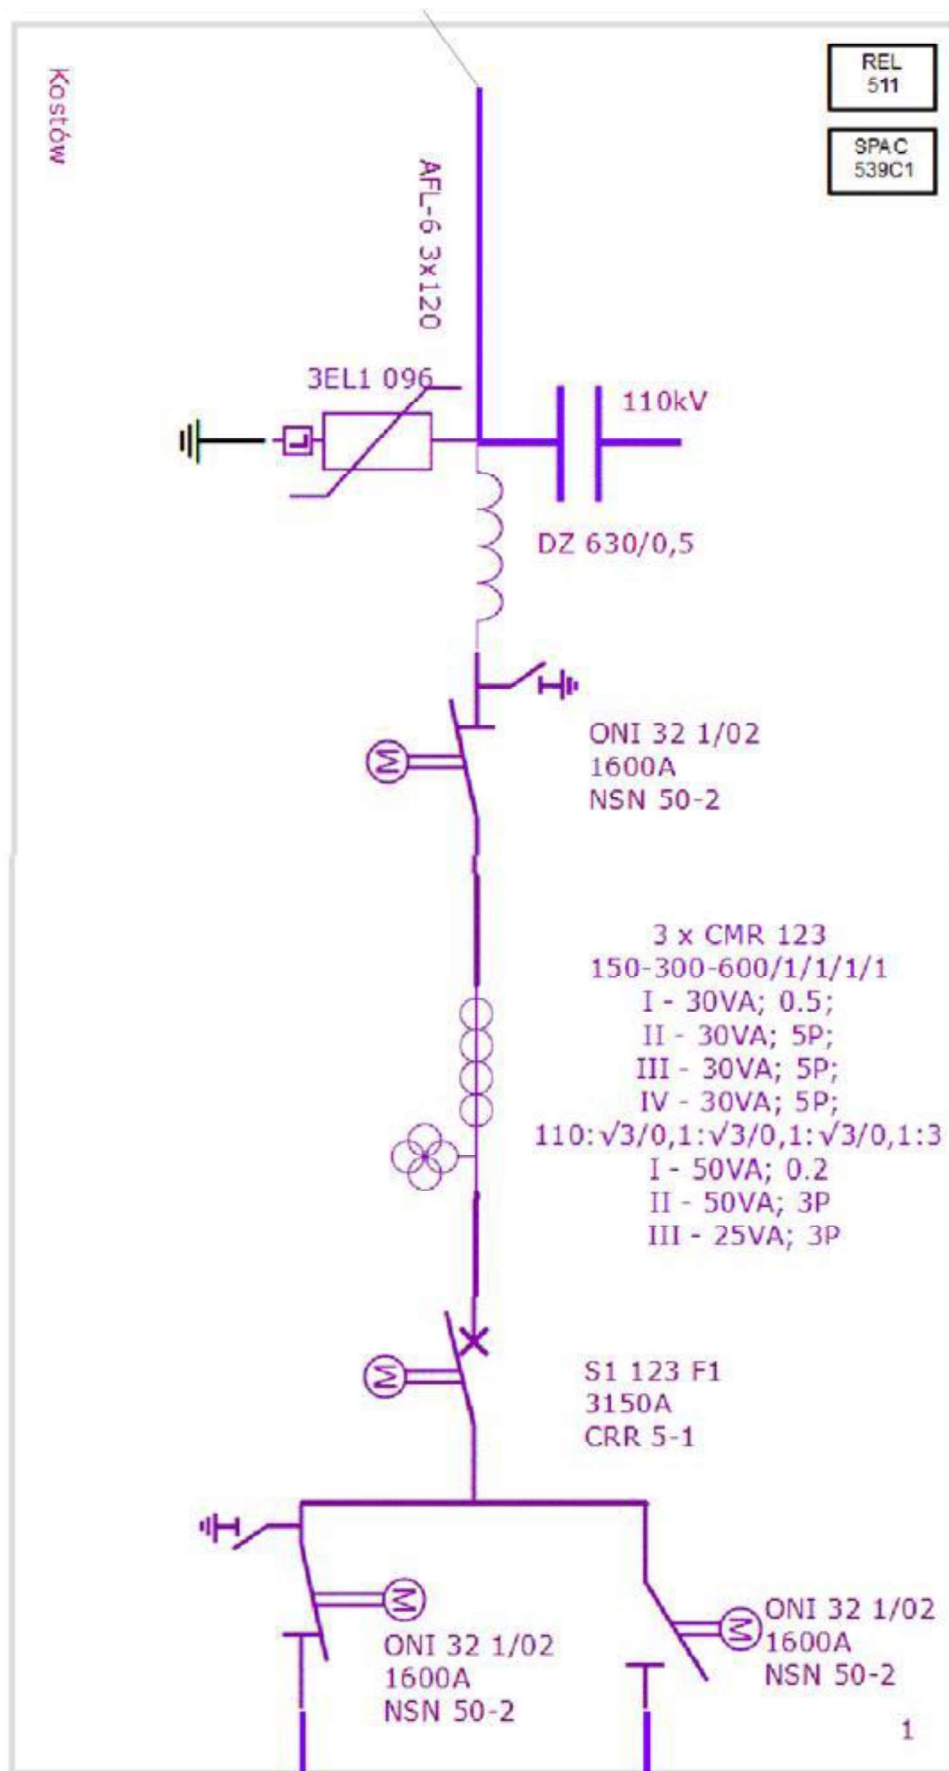 REL
511
SPAC
539C1
Kostów
AFL-6 3x120
3EL1 096
L
110kV
DZ 630/0,5
M
ONI 32 1/02
1600A
NSN 50-2
3 x CMR 123
150-300-600/1/1/1/1
I - 30VA; 0.5;
II - 30VA; 5P;
III - 30VA; 5P;
IV - 30VA; 5P;
110:√3/0,1:√3/0,1:√3/0,1:3
I - 50VA; 0.2
II - 50VA; 3P
III - 25VA; 3P
M
S1 123 F1
3150A
CRR 5-1
M
ONI 32 1/02
1600A
NSN 50-2
M
ONI 32 1/02
1600A
NSN 50-2
1